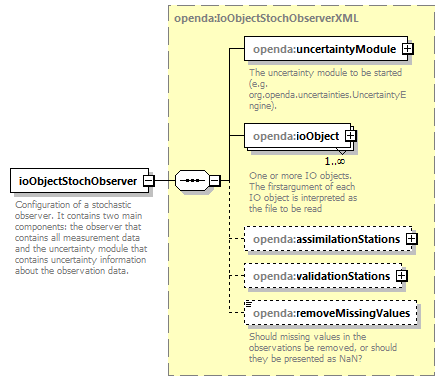 openda:IoObjectStochObserverXML
openda:uncertaintyModule
The uncertainty module to be started
(e.g.
org.openda.uncertainties.UncertaintyE
ngine).
openda:ioObject
1..∞
One or more IO objects.
The firstargument of each
IO object is interpreted as
the file to be read
ioObjectStochObserver
Configuration of a stochastic
observer. It contains two main
components: the observer that
contains all measurement data
and the uncertainty module that
contains uncertainty information
about the observation data.
openda:assimilationStations
openda:validationStations
openda:removeMissingValues
Should missing values in the
observations be removed, or should
they be presented as NaN?